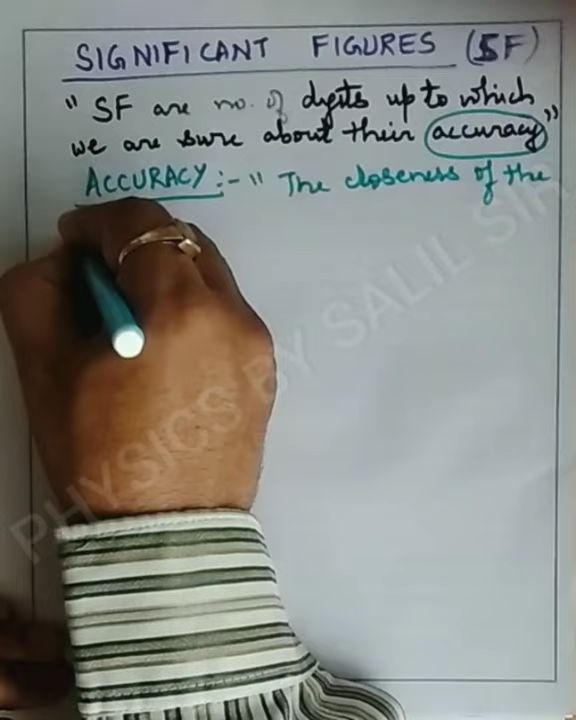 SIGNIFICANT FIGURES (SF)
" SF are no. of digits up to which
we are sure about their accuracy"
ACCURACY :- " The closeness of the
PHYSICS BY SALIL SIR